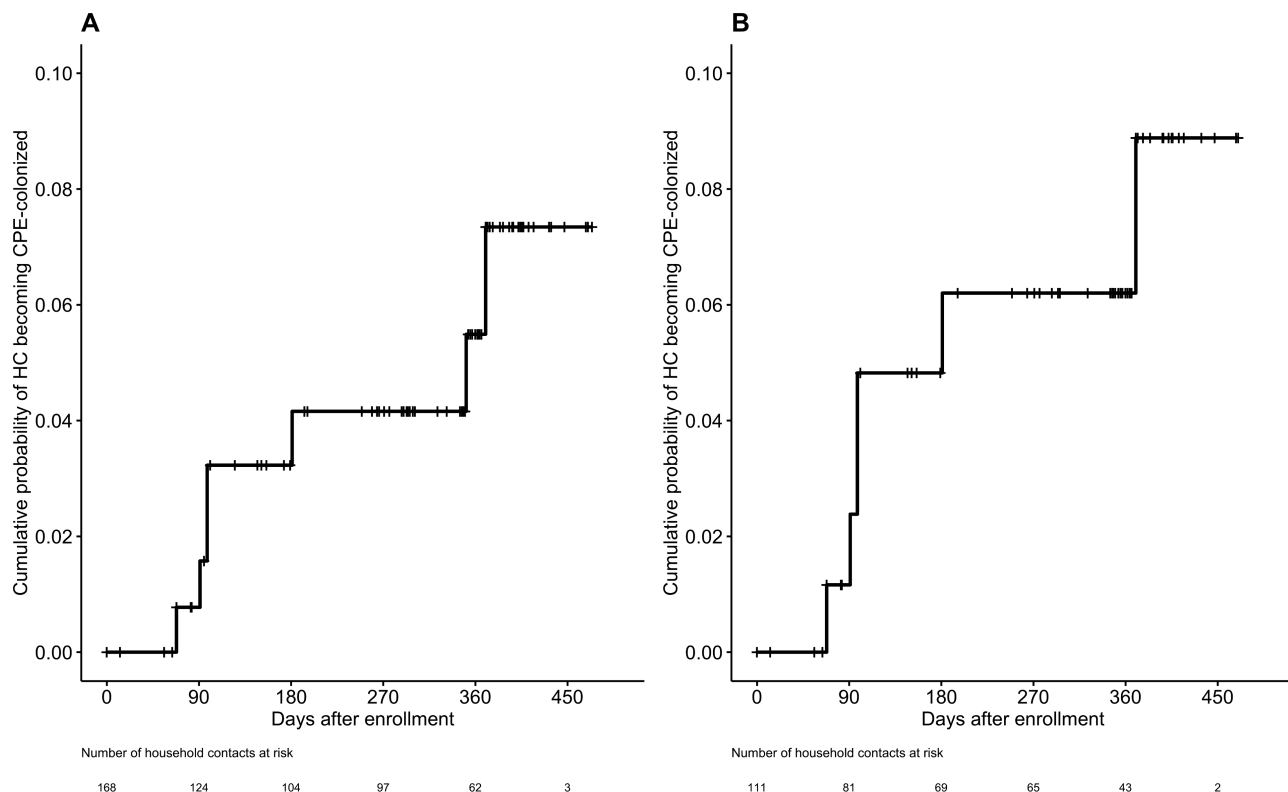 A
Cumulative probability of HC becoming CPE-colonized
0.10
0.08
0.06
0.04
0.02
0.00
0 90 180 270 360 450
Days after enrollment
Number of household contacts at risk
168 124 104 97 62 3
B
Cumulative probability of HC becoming CPE-colonized
0.10
0.08
0.06
0.04
0.02
0.00
0 90 180 270 360 450
Days after enrollment
Number of household contacts at risk
111 81 69 65 43 2